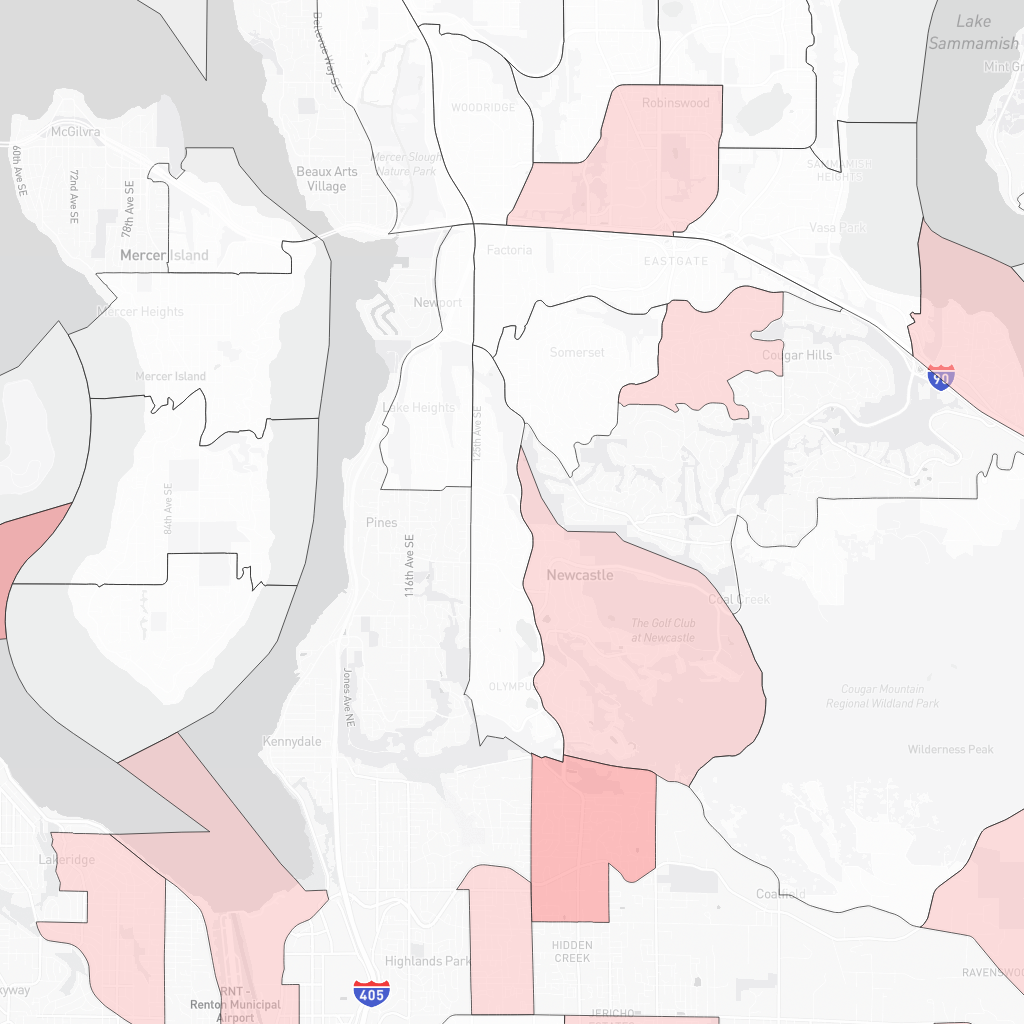 Lake
Sammamish
Mint Gr
Bellevue Way SE
WOODRIDGE
Robinswood
McGilvra
60th Ave SE
72nd Ave SE
78th Ave SE
Mercer Slough
Nature Park
Beaux Arts
Village
SAMMAMISH
HEIGHTS
Vasa Park
Mercer Island
Factoria
EASTGATE
Mercer Heights
Newport
Somerset
Cougar Hills
Mercer Island
90
Lake Heights
125th Ave SE
84th Ave SE
Pines
116th Ave SE
Newcastle
Coal Creek
The Golf Club
at Newcastle
Jones Ave NE
OLYMPU
Cougar Mountain
Regional Wildland Park
Kennydale
Wilderness Peak
Lakeridge
Coalfield
HIDDEN
CREEK
Highlands Park
RAVENSWOO
kyway
RNT -
Renton Municipal
Airport
405
JERICHO
GREATER